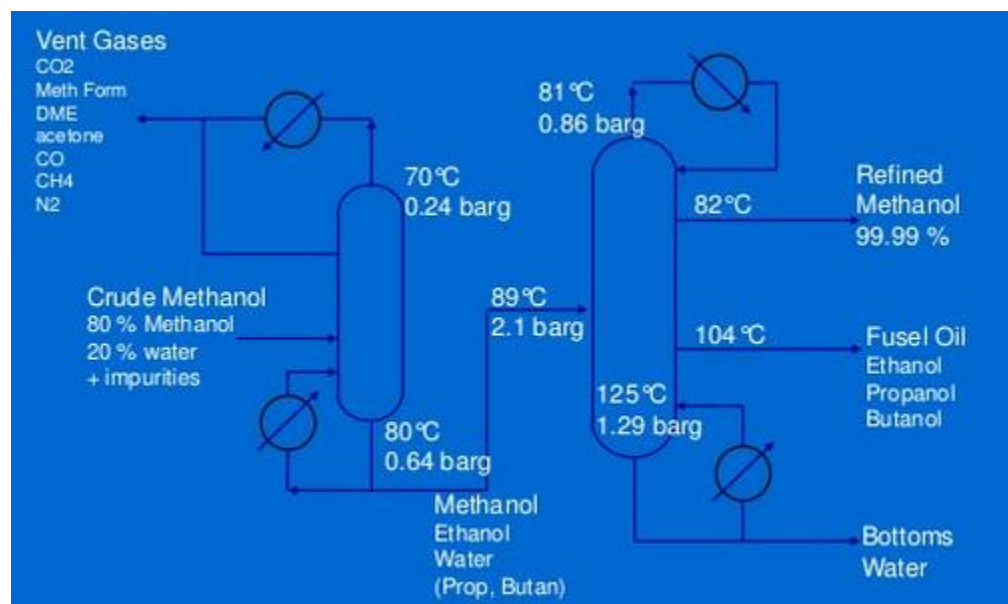 Vent Gases
CO2
Meth Form
DME
acetone
CO
CH4
N2
70°C
0.24 barg
Crude Methanol
80 % Methanol
20 % water
+ impurities
80°C
0.64 barg
Methanol
Ethanol
Water
(Prop, Butan)
89°C
2.1 barg
81°C
0.86 barg
82°C
Refined
Methanol
99.99 %
104°C
Fusel Oil
Ethanol
Propanol
Butanol
125°C
1.29 barg
Bottoms
Water